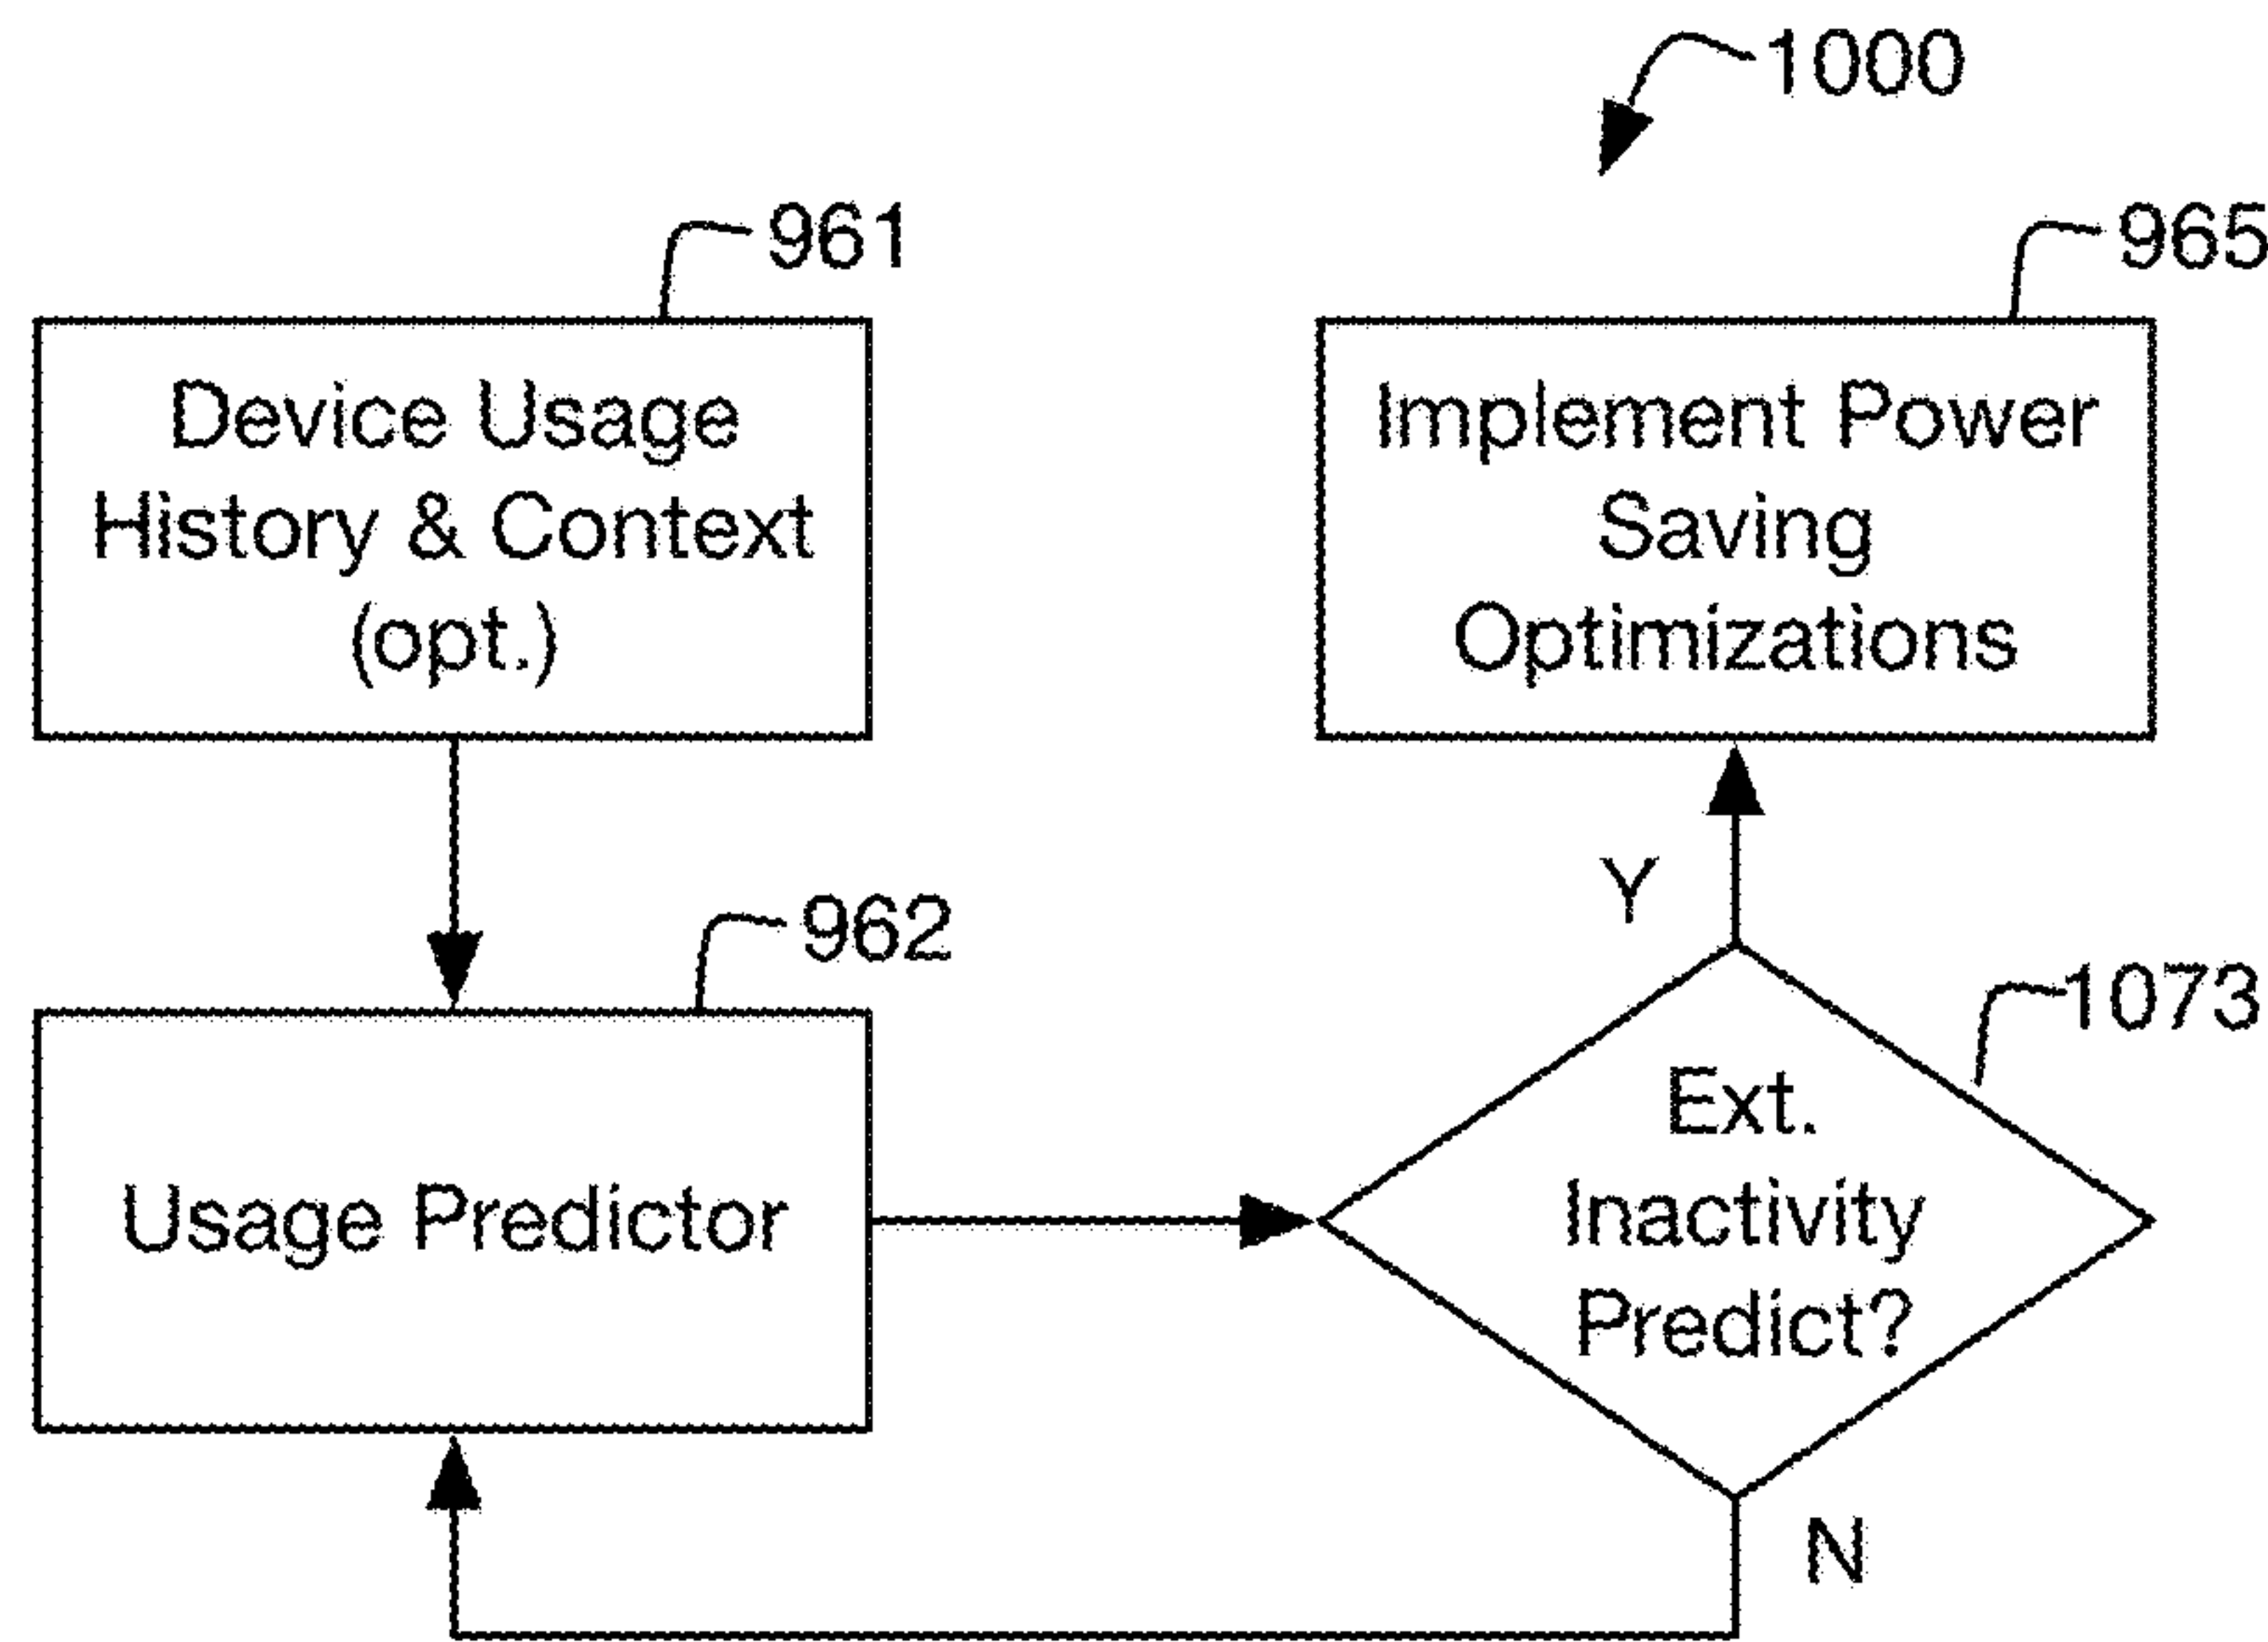 1000
961
Device Usage
History & Context
(opt.)
965
Implement Power
Saving
Optimizations
962
Usage Predictor
Y
1073
Ext.
Inactivity
Predict?
N